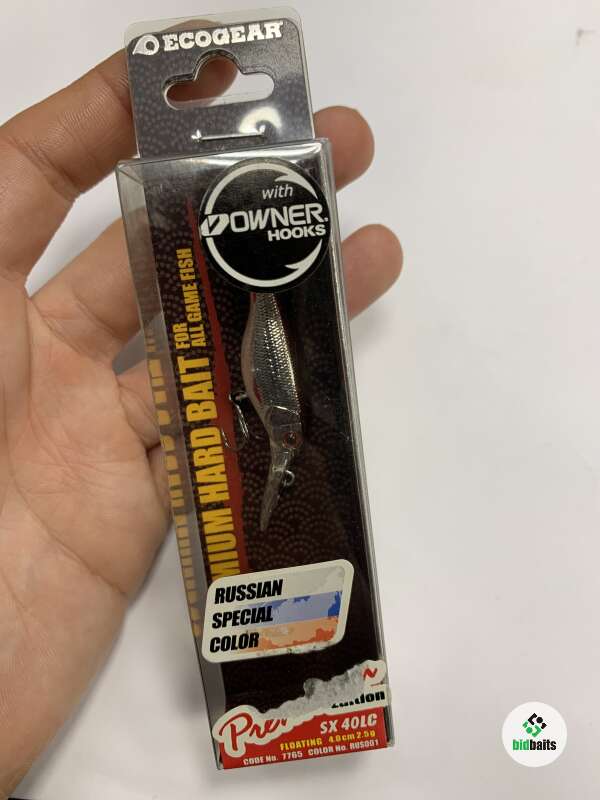 ECOGEAR
with
OWNER
HOOKS
MIUM HARD BAIT
FOR
ALL GAME FISH
RUSSIAN
SPECIAL
COLOR
SX 40LC
FLOATING 4.0cm 2.5g
CODE No. 7765 COLOR No. RUS001
bidbaits